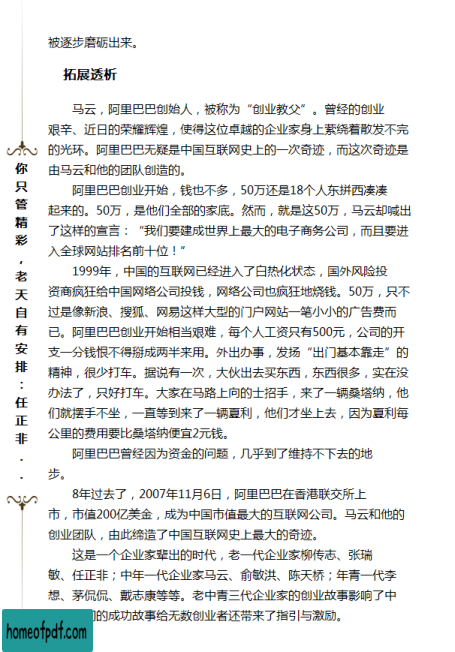 被逐步磨砺出来。
拓展透析
马云，阿里巴巴创始人，被称为“创业教父”。曾经的创业
艰辛、近日的荣耀辉煌，使得这位卓越的企业家身上萦绕着散发不完
的光环。阿里巴巴无疑是中国互联网史上的一次奇迹，而这次奇迹是
由马云和他的团队创造的。
阿里巴巴创业开始，钱也不多，50万还是18个人东拼西凑凑
起来的。50万，是他们全部的家底。然而，就是这50万，马云却喊出
了这样的宣言：“我们要建成世界上最大的电子商务公司，而且要进
入全球网站排名前十位！”
1999年，中国的互联网已经进入了白热化状态，国外风险投
资商疯狂给中国网络公司投钱，网络公司也疯狂地烧钱。50万，只不
过是像新浪、搜狐、网易这样大型的门户网站一笔小小的广告费而
已。阿里巴巴创业开始相当艰难，每个人工资只有500元，公司的开
支一分钱恨不得掰成两半来用。外出办事，发扬“出门基本靠走”的
精神，很少打车。据说有一次，大伙出去买东西，东西很多，实在没
办法了，只好打车。大家在马路上向的士招手，来了一辆桑塔纳，他
们就摆手不坐，一直等到来了一辆夏利，他们才坐上去，因为夏利每
公里的费用要比桑塔纳便宜2元钱。
阿里巴巴曾经因为资金的问题，几乎到了维持不下去的地
步。
8年过去了，2007年11月6日，阿里巴巴在香港联交所上
市，市值200亿美金，成为中国市值最大的互联网公司。马云和他的
创业团队，由此缔造了中国互联网史上最大的奇迹。
这是一个企业家辈出的时代，老一代企业家柳传志、张瑞
敏、任正非；中年一代企业家马云、俞敏洪、陈天桥；年青一代李
想、茅侃侃、戴志康等等。老中青三代企业家的创业故事影响了中
的成功故事给无数创业者还带来了指引与激励。
你只管精彩，老天自有安排：任正非..
homeofpdf.com